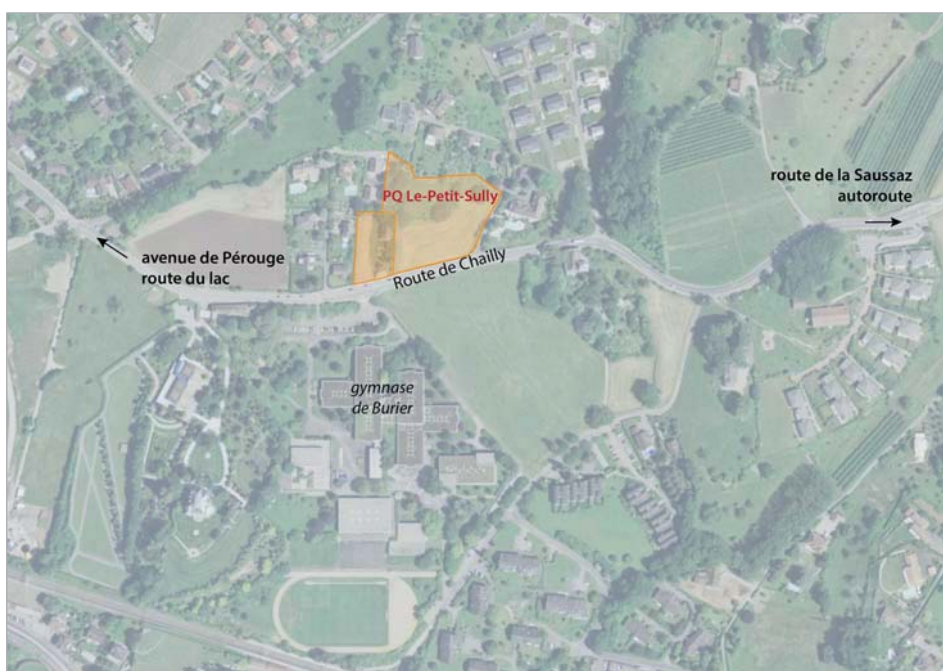 PQ Le-Petit-Sully
route de la Saussaz
autoroute
avenue de Pérouge
route du lac
Route de Chailly
gymnase
de Burier